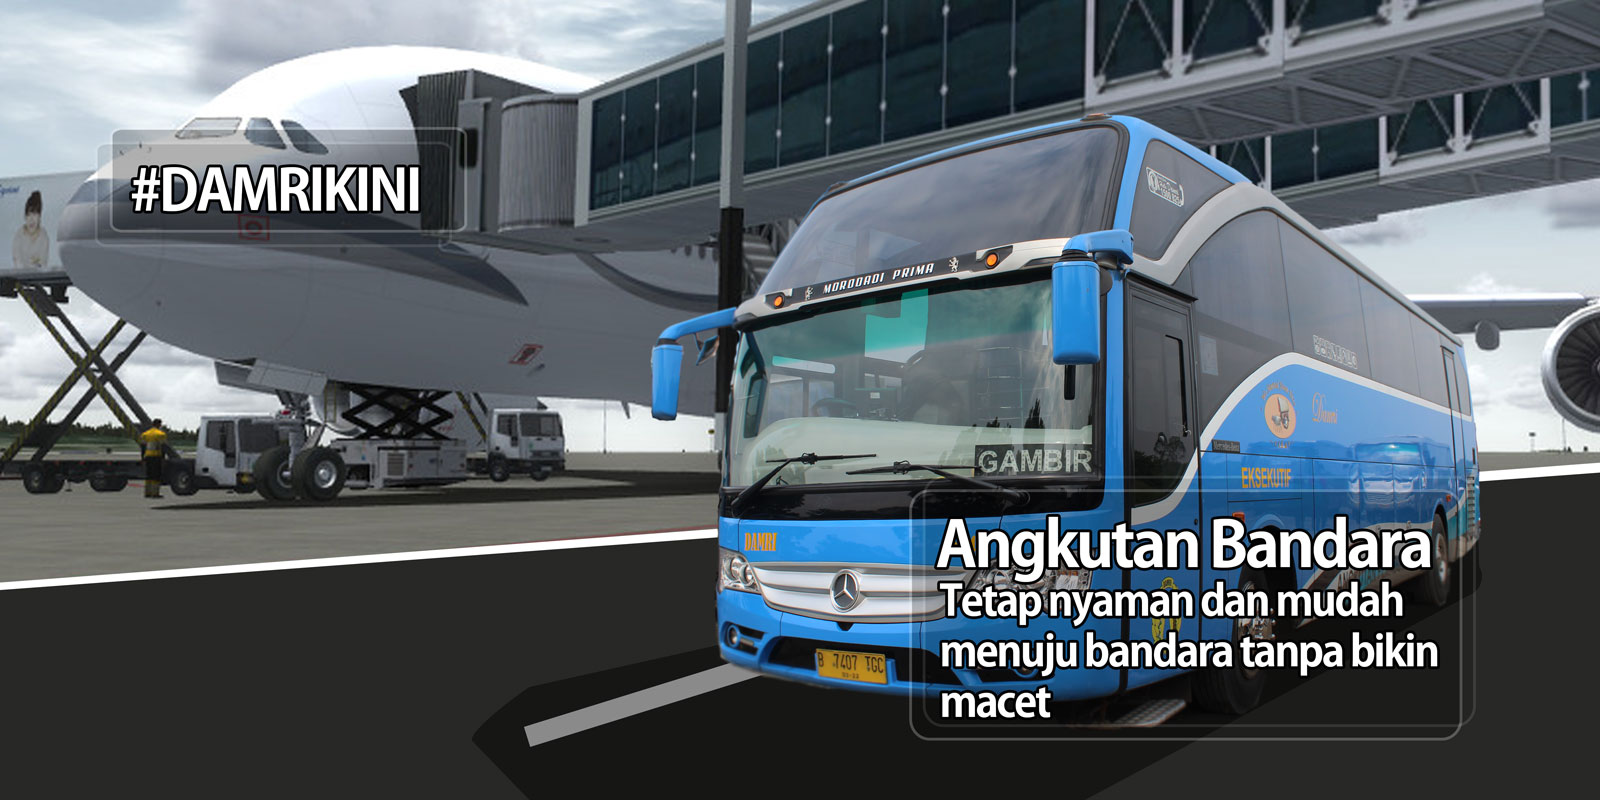 #DAMRIKINI
MORODADI PRIMA
GAMBIR
EKSEKUTIF
Damri
DAMRI
B 7407 TGC
Angkutan Bandara
Tetap nyaman dan mudah
menuju bandara tanpa bikin
macet